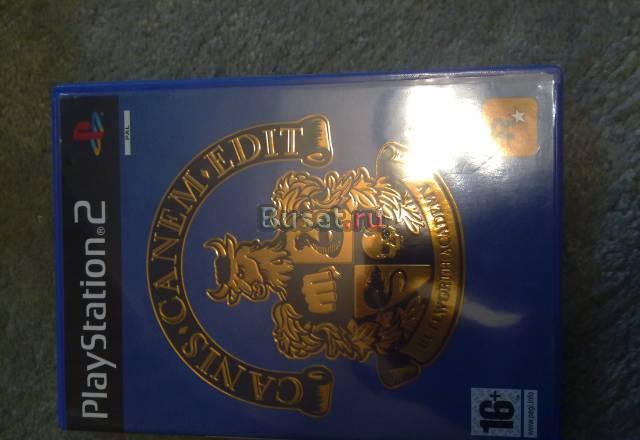 PlayStation®2
PAL
CANIS · CANEM · EDIT
BULLWORTH ACADEMY
16+
www.pegi.info
Buset.ru